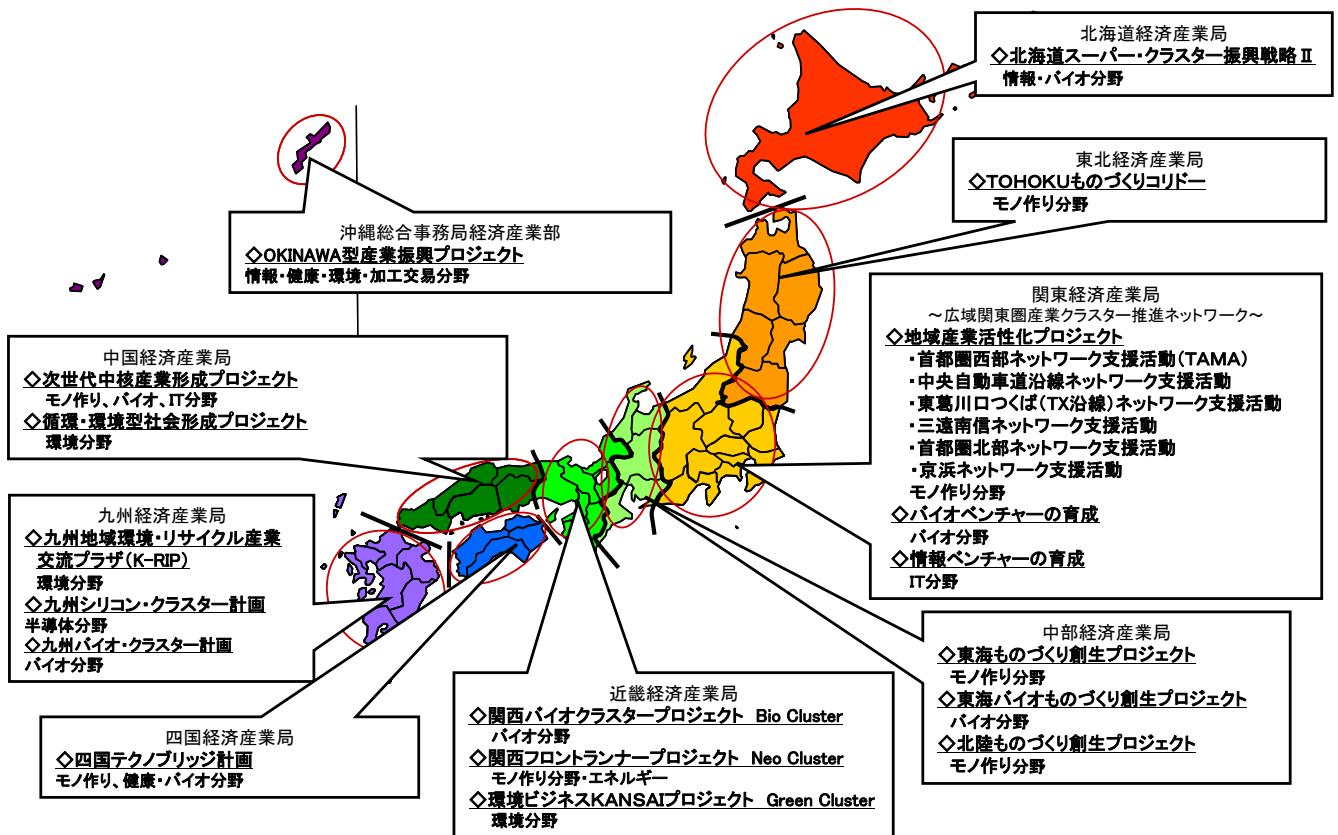 北海道経済産業局
◇北海道スーパー・クラスター振興戦略Ⅱ
情報・バイオ分野
東北経済産業局
◇TOHOKUものづくりコリドー
モノ作り分野
沖縄総合事務局経済産業部
◇OKINAWA型産業振興プロジェクト
情報・健康・環境・加工交易分野
関東経済産業局
～広域関東圏産業クラスター推進ネットワーク～
◇地域産業活性化プロジェクト
・首都圏西部ネットワーク支援活動（TAMA）
・中央自動車道沿線ネットワーク支援活動
・東葛川口つくば（TX沿線）ネットワーク支援活動
・三遠南信ネットワーク支援活動
・首都圏北部ネットワーク支援活動
・京浜ネットワーク支援活動
モノ作り分野
◇バイオベンチャーの育成
バイオ分野
◇情報ベンチャーの育成
IT分野
中国経済産業局
◇次世代中核産業形成プロジェクト
モノ作り、バイオ、IT分野
◇循環・環境型社会形成プロジェクト
環境分野
九州経済産業局
◇九州地域環境・リサイクル産業
交流プラザ（K-RIP）
環境分野
◇九州シリコン・クラスター計画
半導体分野
◇九州バイオ・クラスター計画
バイオ分野
中部経済産業局
◇東海ものづくり創生プロジェクト
モノ作り分野
◇東海バイオものづくり創生プロジェクト
バイオ分野
◇北陸ものづくり創生プロジェクト
モノ作り分野
近畿経済産業局
◇関西バイオクラスタープロジェクト Bio Cluster
バイオ分野
◇関西フロントランナープロジェクト Neo Cluster
モノ作り分野・エネルギー
◇環境ビジネスKANSAIプロジェクト Green Cluster
環境分野
四国経済産業局
◇四国テクノブリッジ計画
モノ作り、健康・バイオ分野